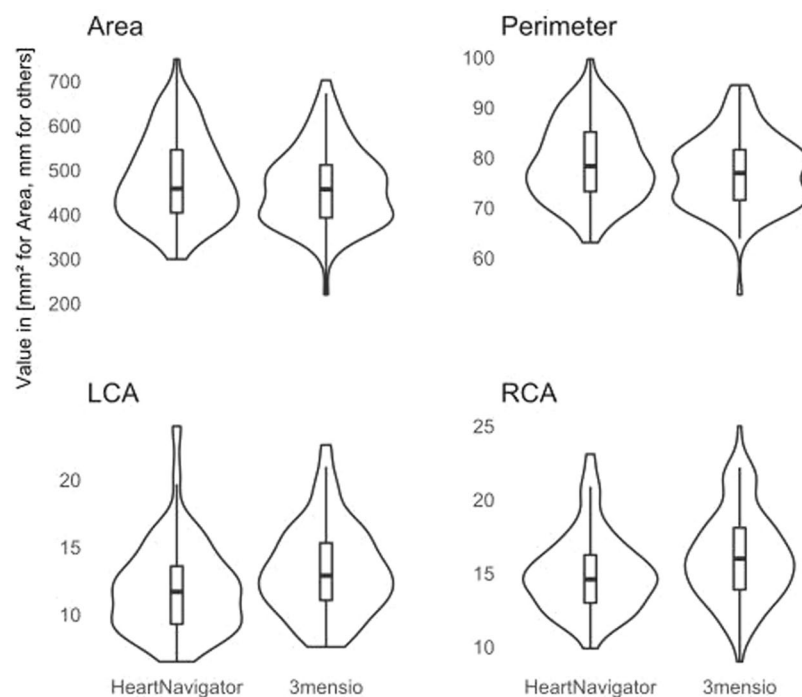 Area
Perimeter
Value in [mm² for Area, mm for others]
700
600
500
400
300
200
100
90
80
70
60
LCA
RCA
20
15
10
25
20
15
10
HeartNavigator 3mensio
HeartNavigator 3mensio